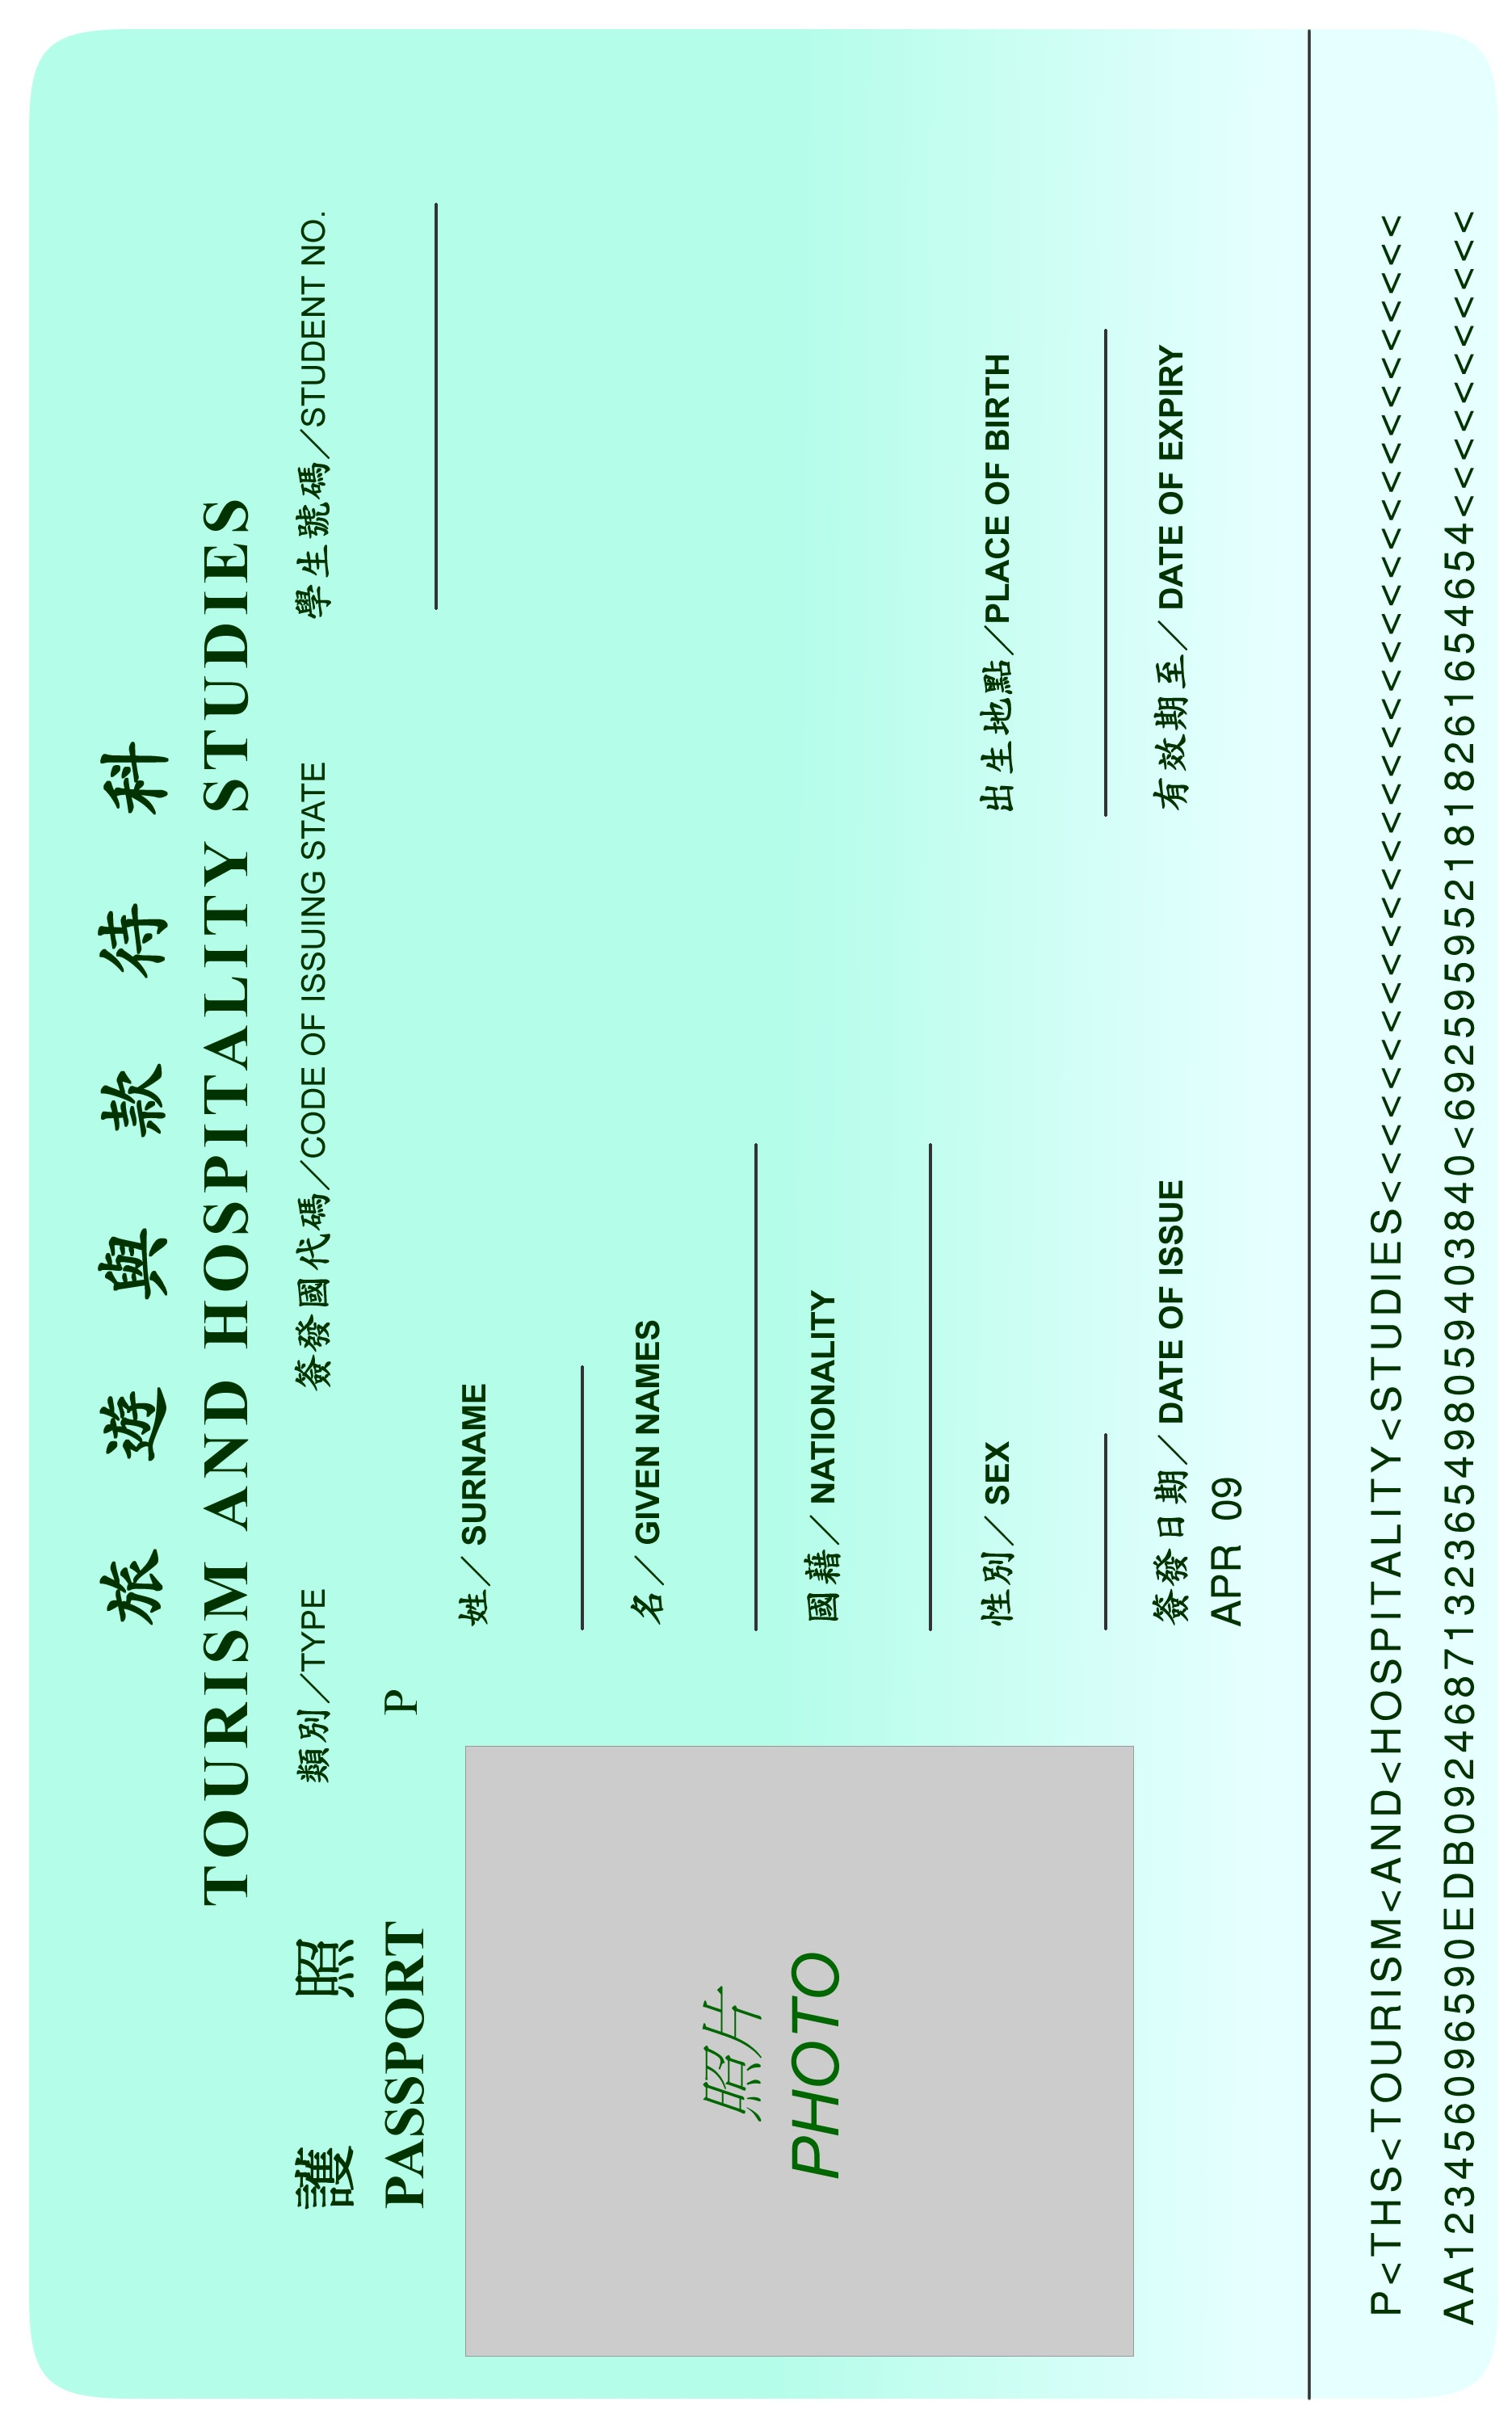 旅遊與款待科
TOURISM AND HOSPITALITY STUDIES
護照
PASSPORT
類別／TYPE
P
簽發國代碼／CODE OF ISSUING STATE
學生號碼／STUDENT NO.
照片
PHOTO
姓／ SURNAME
名／ GIVEN NAMES
國藉／ NATIONALITY
性別／ SEX
出生地點／PLACE OF BIRTH
簽發日期／ DATE OF ISSUE
APR 09
有效期至／ DATE OF EXPIRY
P<THS<TOURISM<AND<HOSPITALITY<STUDIES<<<<<<<<<<<<<<<<<<<<<<<<<<<<<<<<<<<
AA123456096590EDB0924687132365498059403840<69259595218182616546​54<<<<<<<<<<<